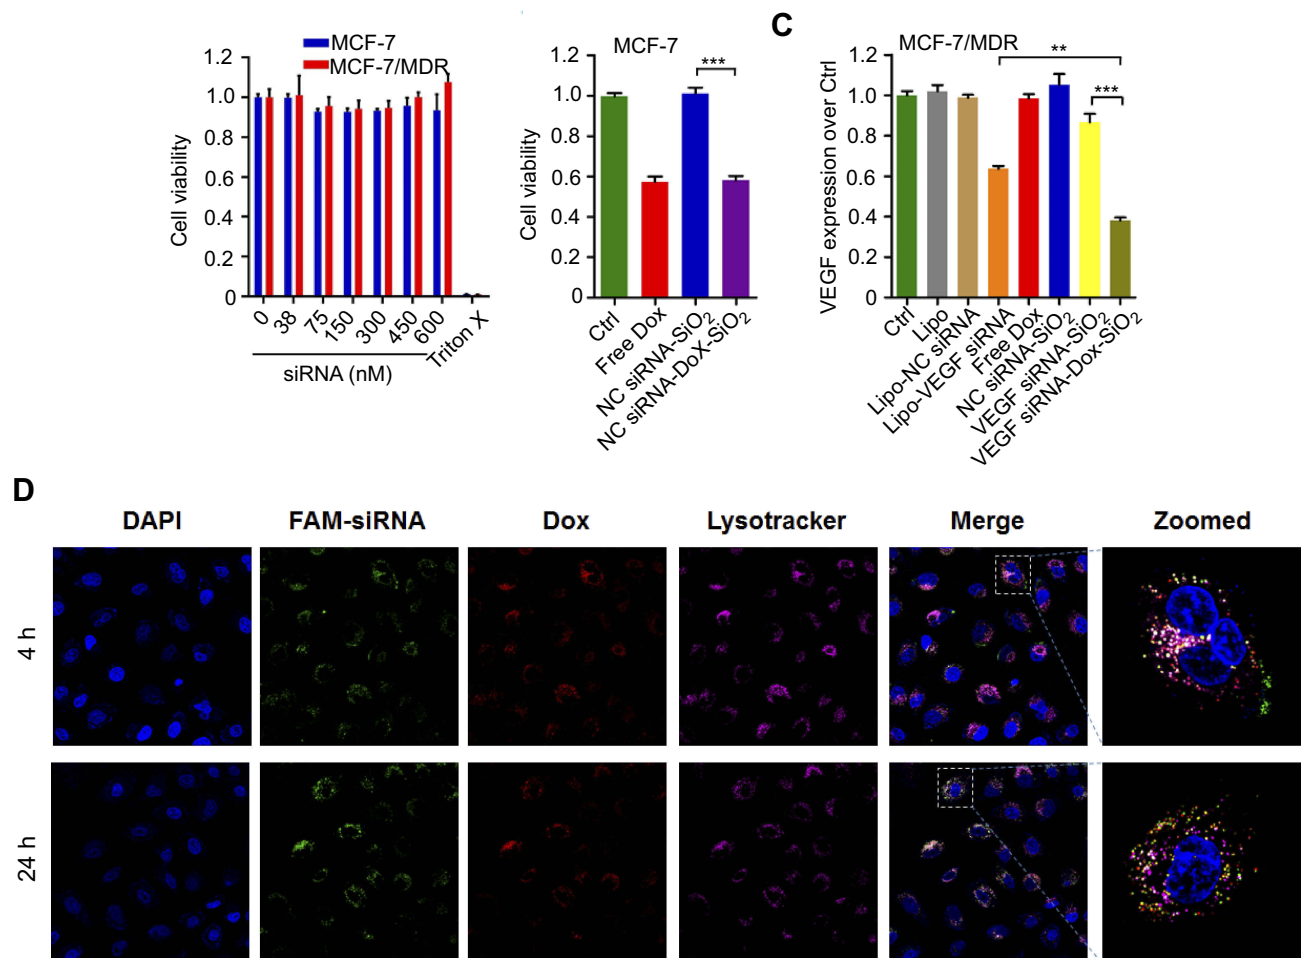 MCF-7
MCF-7/MDR
Cell viability
1.2
1.0
0.8
0.6
0.4
0.2
0
0
38
75
150
300
450
600
Triton X
siRNA (nM)
MCF-7
***
Cell viability
1.2
1.0
0.8
0.6
0.4
0.2
0
Ctrl
Free Dox
NC siRNA-SiO2
NC siRNA-DoX-SiO2
C
MCF-7/MDR
**
***
VEGF expression over Ctrl
1.2
1.0
0.8
0.6
0.4
0.2
0
Ctrl
Lipo
Lipo-NC siRNA
Lipo-VEGF siRNA
Free Dox
NC siRNA-SiO2
VEGF siRNA-SiO2
VEGF siRNA-Dox-SiO2
D
DAPI
FAM-siRNA
Dox
Lysotracker
Merge
Zoomed
4 h
24 h